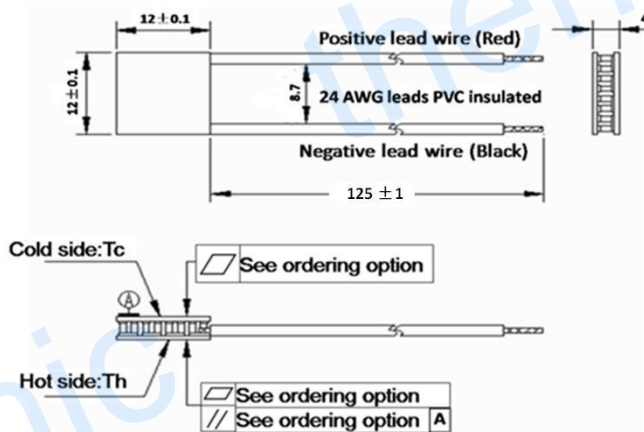 12±0.1
Positive lead wire (Red)
12±0.1
8.7
24 AWG leads PVC insulated
Negative lead wire (Black)
125 ±1
Cold side:Tc
See ordering option
A
Hot side:Th
See ordering option
// See ordering option A